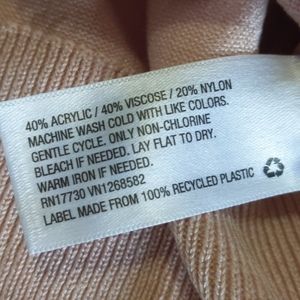 40% ACRYLIC / 40% VISCOSE / 20% NYLON
MACHINE WASH COLD WITH LIKE COLORS.
GENTLE CYCLE. ONLY NON-CHLORINE
BLEACH IF NEEDED. LAY FLAT TO DRY.
WARM IRON IF NEEDED.
RN17730 VN1268582
LABEL MADE FROM 100% RECYCLED PLASTIC